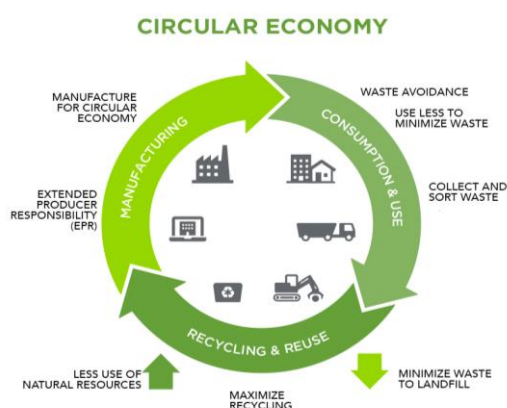 CIRCULAR ECONOMY
MANUFACTURE
FOR CIRCULAR
ECONOMY
WASTE AVOIDANCE
USE LESS TO
MINIMIZE WASTE
MANUFACTURING
CONSUMPTION & USE
EXTENDED
PRODUCER
RESPONSIBILITY
(EPR)
COLLECT AND
SORT WASTE
RECYCLING & REUSE
LESS USE OF
NATURAL RESOURCES
MINIMIZE WASTE
TO LANDFILL
MAXIMIZE
RECYCLING